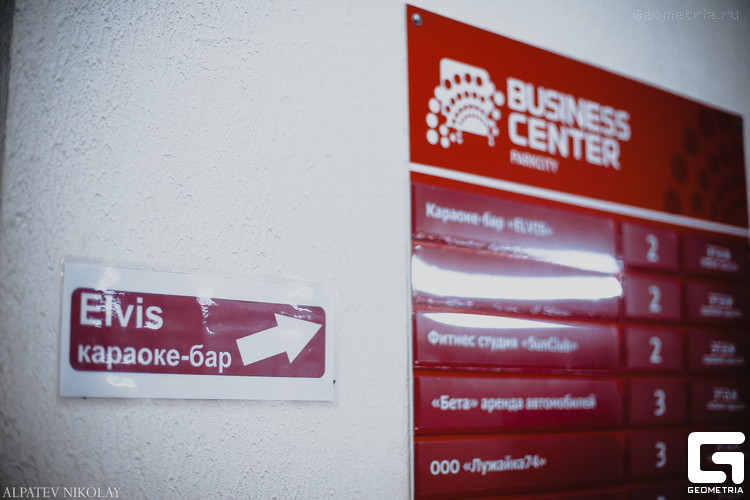 Geometria.ru
BUSINESS
CENTER
PARKCITY
Караоке-бар «ELVIS» 2
2
Фитнес студия «SunClub» 2
«Бета» аренда автомобилей 3
ООО «Лужайка74» 3
Elvis
караоке-бар
ALPATEV NIKOLAY
GEOMETRIA